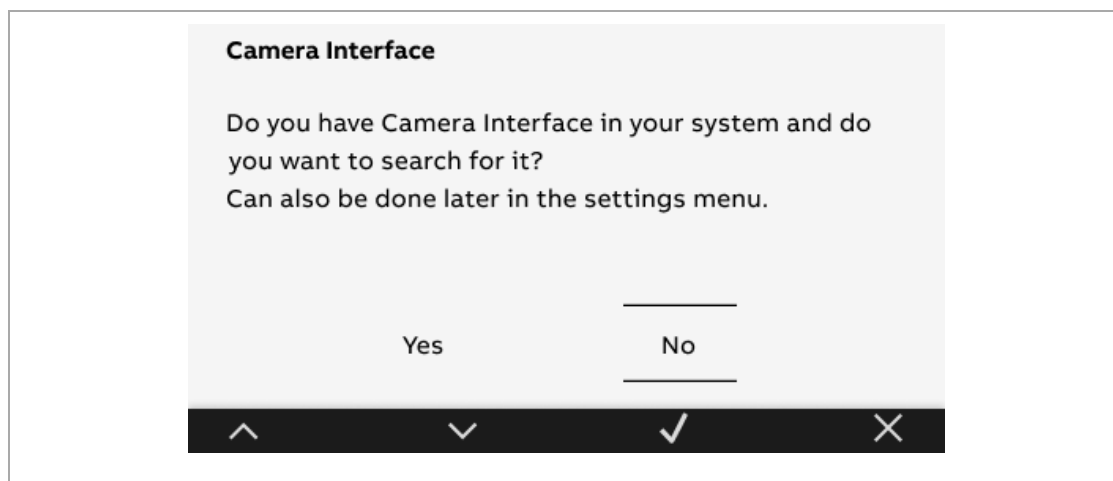 Camera Interface
Do you have Camera Interface in your system and do
you want to search for it?
Can also be done later in the settings menu.
Yes No